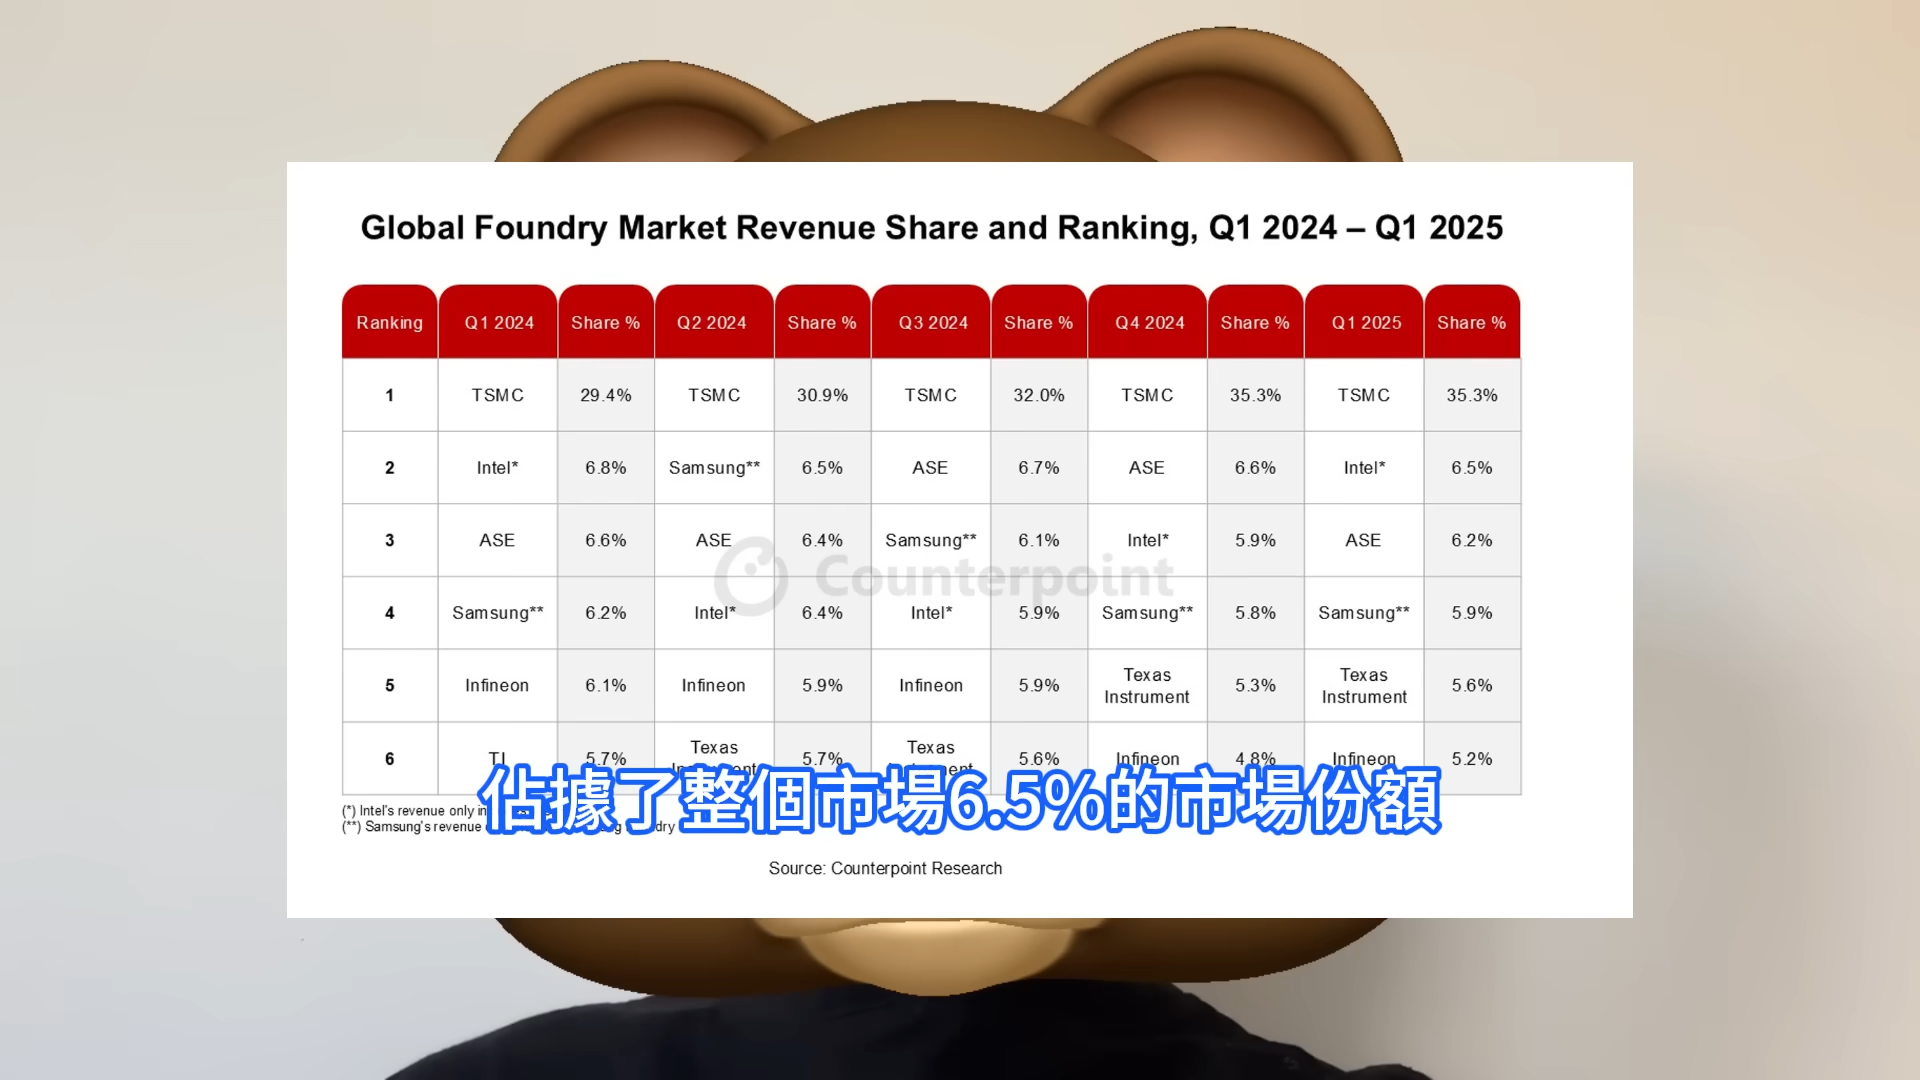 Global Foundry Market Revenue Share and Ranking, Q1 2024 – Q1 2025
Ranking Q1 2024 Share % Q2 2024 Share % Q3 2024 Share % Q4 2024 Share % Q1 2025 Share %
1 TSMC 29.4% TSMC 30.9% TSMC 32.0% TSMC 35.3% TSMC 35.3%
2 Intel* 6.8% Samsung** 6.5% ASE 6.7% ASE 6.6% Intel* 6.5%
3 ASE 6.6% ASE 6.4% Samsung** 6.1% Intel* 5.9% ASE 6.2%
Counterpoint
4 Samsung** 6.2% Intel* 6.4% Intel* 5.9% Samsung** 5.8% Samsung** 5.9%
5 Infineon 6.1% Infineon 5.9% Infineon 5.9% Texas Instrument 5.3% Texas Instrument 5.6%
6 TI 5.7% Texas 5.7% Texas 5.6% Infineon 4.8% Infineon 5.2%
佔據了整個市場6.5%的市場份額
(*) Intel's revenue only in
(**) Samsung's revenue
Source: Counterpoint Research